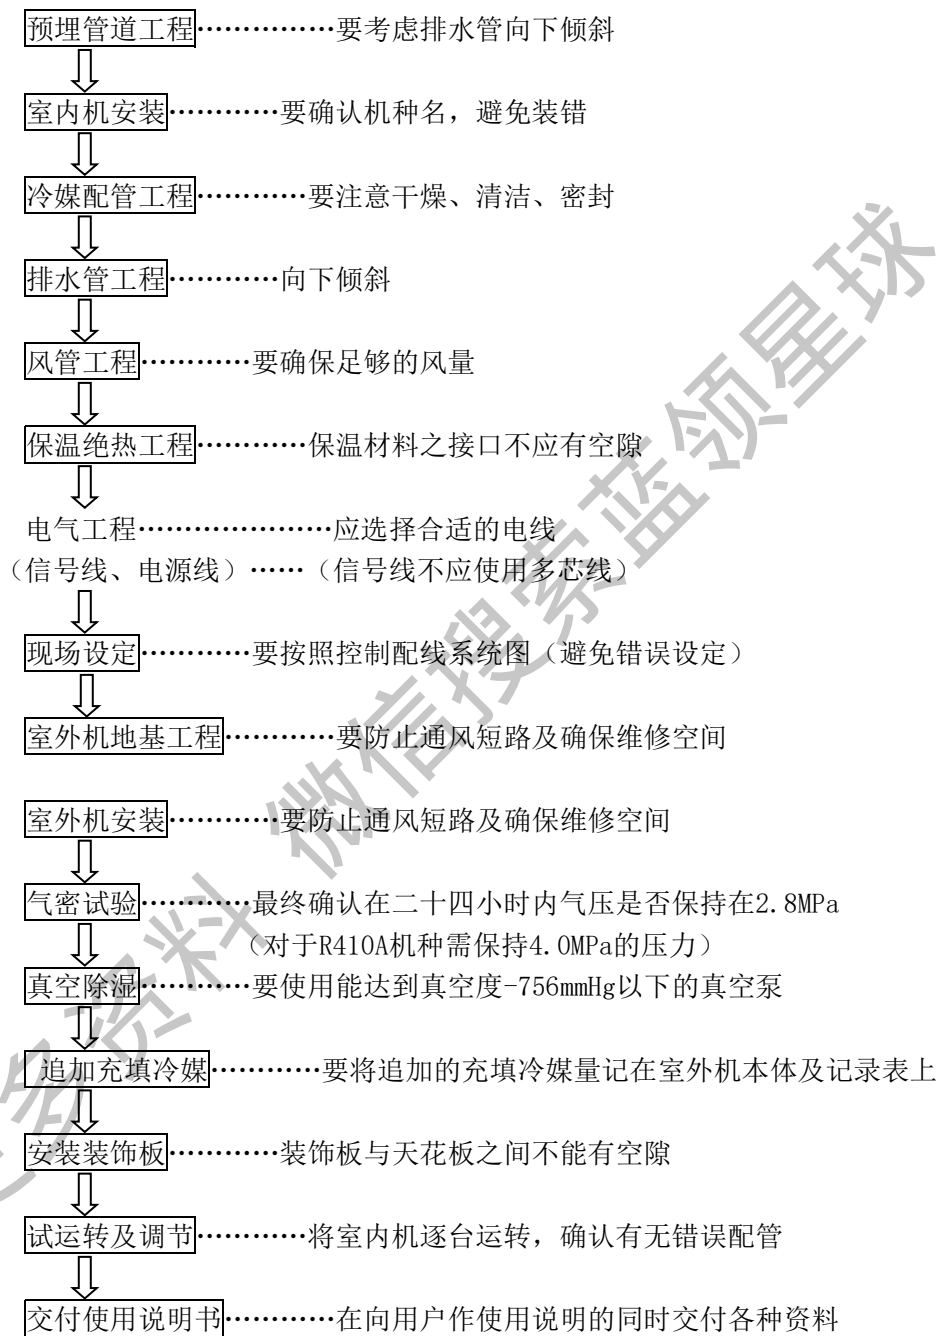 预埋管道工程……………要考虑排水管向下倾斜
室内机安装…………要确认机种名，避免装错
冷媒配管工程…………要注意干燥、清洁、密封
排水管工程…………向下倾斜
风管工程…………要确保足够的风量
保温绝热工程…………保温材料之接口不应有空隙
电气工程…………………应选择合适的电线
（信号线、电源线）……（信号线不应使用多芯线）
现场设定…………要按照控制配线系统图（避免错误设定）
室外机地基工程…………要防止通风短路及确保维修空间
室外机安装…………要防止通风短路及确保维修空间
气密试验…………最终确认在二十四小时内气压是否保持在2.8MPa
（对于R410A机种需保持4.0MPa的压力）
真空除湿…………要使用能达到真空度-756mmHg以下的真空泵
追加充填冷媒…………要将追加的充填冷媒量记在室外机本体及记录表上
安装装饰板…………装饰板与天花板之间不能有空隙
试运转及调节…………将室内机逐台运转，确认有无错误配管
交付使用说明书…………在向用户作使用说明的同时交付各种资料
多资料 微信搜索蓝领星球